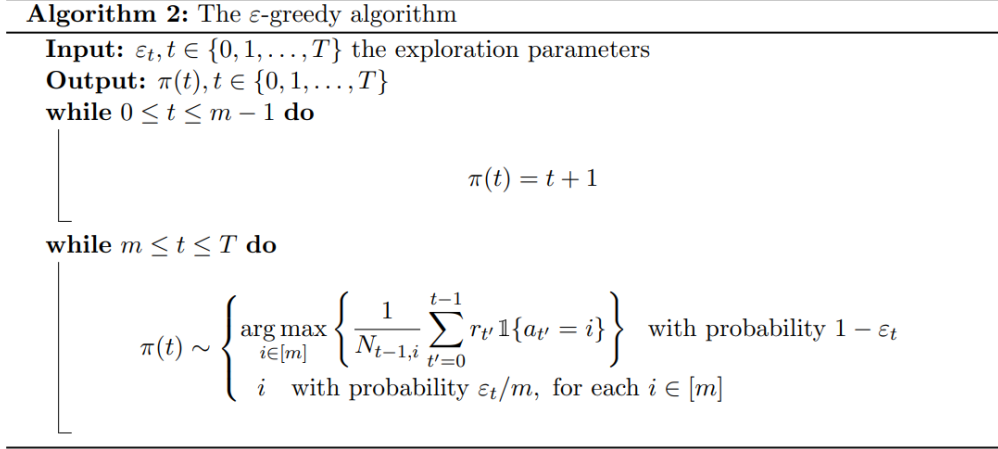 Algorithm 2: The ε-greedy algorithm
Input: ε_t, t ∈ {0, 1, . . . , T} the exploration parameters
Output: π(t), t ∈ {0, 1, . . . , T}
while 0 ≤ t ≤ m − 1 do
π(t) = t + 1
while m ≤ t ≤ T do
π(t) ∼ { arg max_{i∈[m]} { \frac{1}{N_{t−1,i}} \sum_{t'=0}^{t−1} r_{t'} 𝟙{a_{t'} = i} } with probability 1 − ε_t
i with probability ε_t/m, for each i ∈ [m]